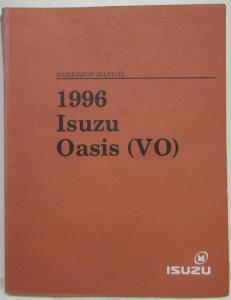 WORKSHOP MANUAL
1996
Isuzu
Oasis (VO)
ISUZU